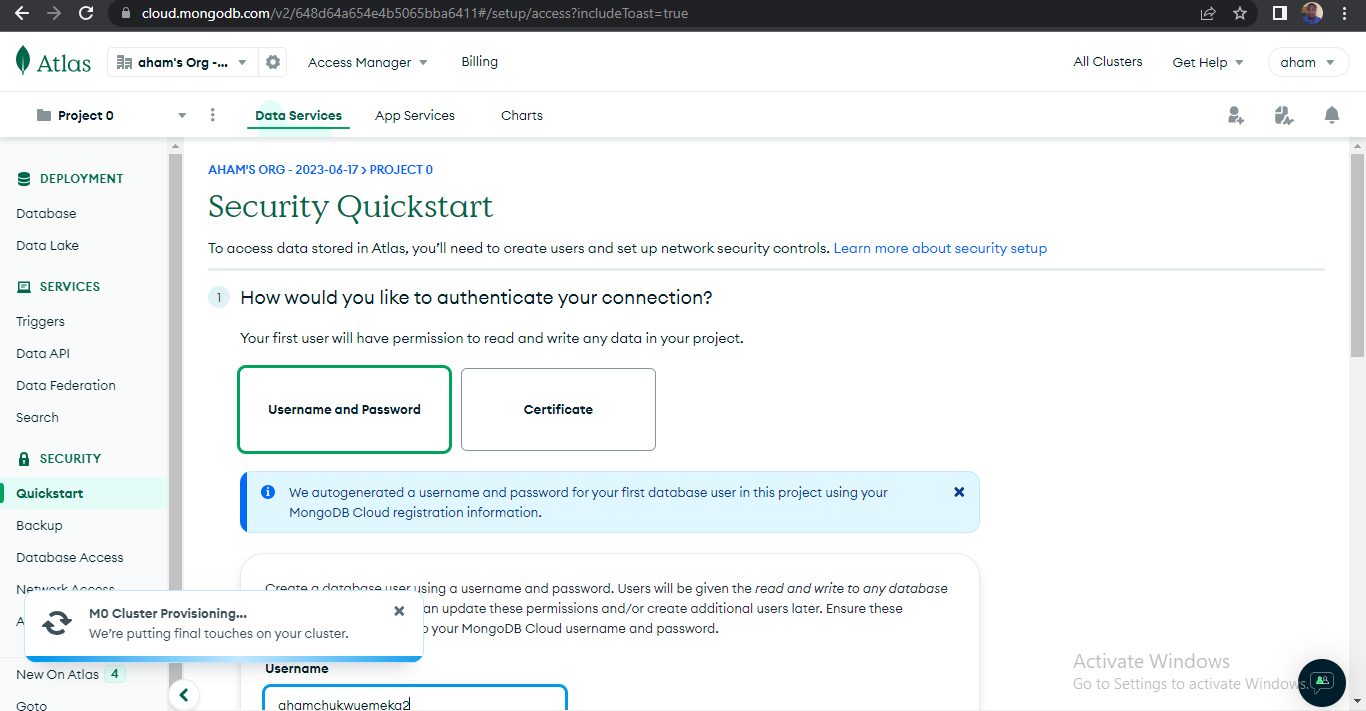 cloud.mongodb.com/v2/648d64a654e4b5065bba6411#/setup/access?includeToast=true
Atlas
aham's Org -...
Access Manager
Billing
All Clusters
Get Help
aham
Project 0
Data Services
App Services
Charts
DEPLOYMENT
Database
Data Lake
SERVICES
Triggers
Data API
Data Federation
Search
SECURITY
Quickstart
Backup
Database Access
Network Access
A
New On Atlas 4
Goto
AHAM'S ORG - 2023-06-17 > PROJECT 0
Security Quickstart
To access data stored in Atlas, you'll need to create users and set up network security controls. Learn more about security setup
1 How would you like to authenticate your connection?
Your first user will have permission to read and write any data in your project.
Username and Password
Certificate
We autogenerated a username and password for your first database user in this project using your
MongoDB Cloud registration information.
Create a database user using a username and password. Users will be given the read and write to any database
an update these permissions and/or create additional users later. Ensure these
o your MongoDB Cloud username and password.
Username
ahamchukwuemeka2
M0 Cluster Provisioning...
We're putting final touches on your cluster.
Activate Windows
Go to Settings to activate Windows.